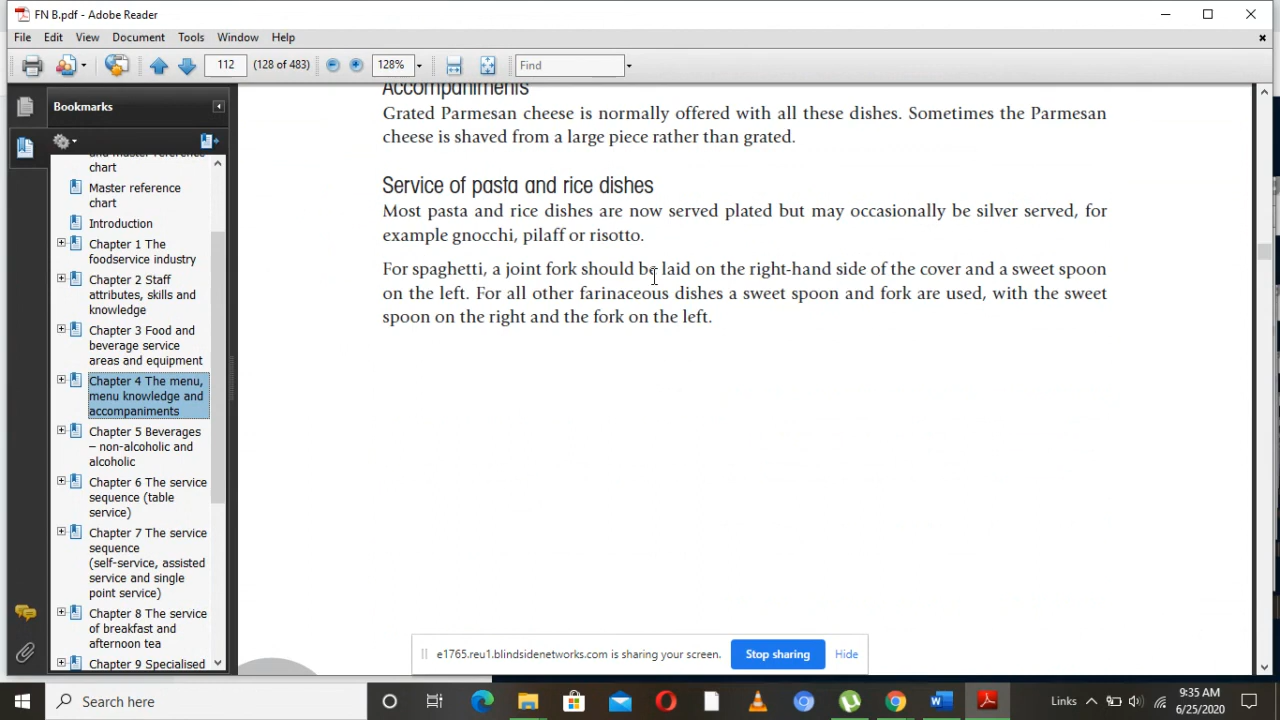 FN B.pdf - Adobe Reader
File Edit View Document Tools Window Help
112 (128 of 483) 128% Find
Bookmarks
and master reference
chart
Master reference
chart
Introduction
Chapter 1 The
foodservice industry
Chapter 2 Staff
attributes, skills and
knowledge
Chapter 3 Food and
beverage service
areas and equipment
Chapter 4 The menu,
menu knowledge and
accompaniments
Chapter 5 Beverages
– non-alcoholic and
alcoholic
Chapter 6 The service
sequence (table
service)
Chapter 7 The service
sequence
(self-service, assisted
service and single
point service)
Chapter 8 The service
of breakfast and
afternoon tea
Chapter 9 Specialised
Accompaniments
Grated Parmesan cheese is normally offered with all these dishes. Sometimes the Parmesan
cheese is shaved from a large piece rather than grated.
Service of pasta and rice dishes
Most pasta and rice dishes are now served plated but may occasionally be silver served, for
example gnocchi, pilaff or risotto.
For spaghetti, a joint fork should be laid on the right-hand side of the cover and a sweet spoon
on the left. For all other farinaceous dishes a sweet spoon and fork are used, with the sweet
spoon on the right and the fork on the left.
e1765.reu1.blindsidenetworks.com is sharing your screen. Stop sharing Hide
Search here
Links
9:35 AM
6/25/2020